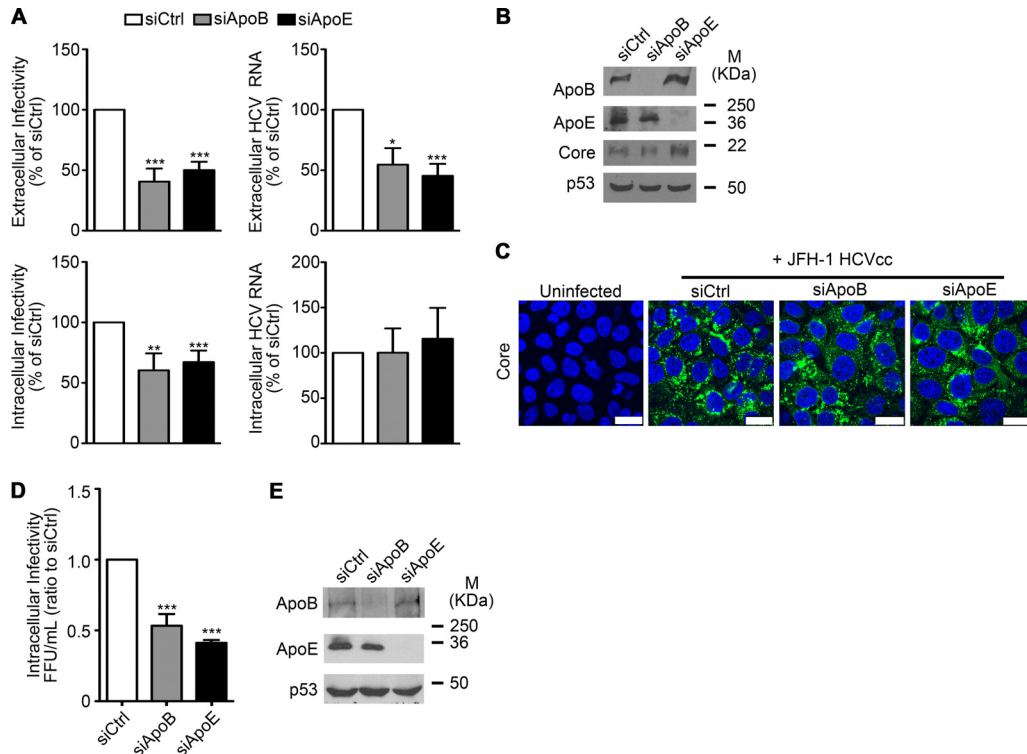 A
siCtrl siApoB siApoE
Extracellular Infectivity
(% of siCtrl)
150
100
50
0
***
***
Extracellular HCV RNA
(% of siCtrl)
150
100
50
0
*
***
Intracellular Infectivity
(% of siCtrl)
150
100
50
0
**
***
Intracellular HCV RNA
(% of siCtrl)
200
150
100
50
0
B
siCtrl siApoB siApoE
M
(KDa)
ApoB
250
ApoE
36
Core
22
p53
50
C
+ JFH-1 HCVcc
Uninfected siCtrl siApoB siApoE
Core
D
Intracellular Infectivity
FFU/mL (ratio to siCtrl)
1.5
1.0
0.5
0
***
***
siCtrl siApoB siApoE
E
siCtrl siApoB siApoE
M
(KDa)
ApoB
250
ApoE
36
p53
50